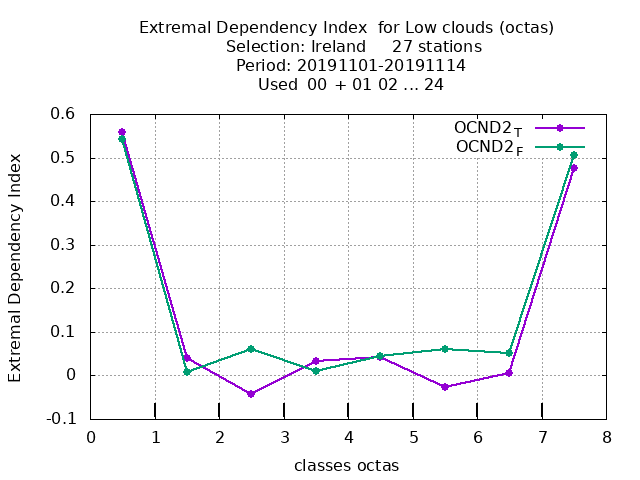 Extremal Dependency Index  for Low clouds (octas)
Selection: Ireland     27 stations
Period: 20191101-20191114
Used  00 + 01 02 ... 24
OCND2_T
OCND2_F
0.6
0.5
0.4
0.3
0.2
0.1
0
-0.1
Extremal Dependency Index
0 1 2 3 4 5 6 7 8
classes octas